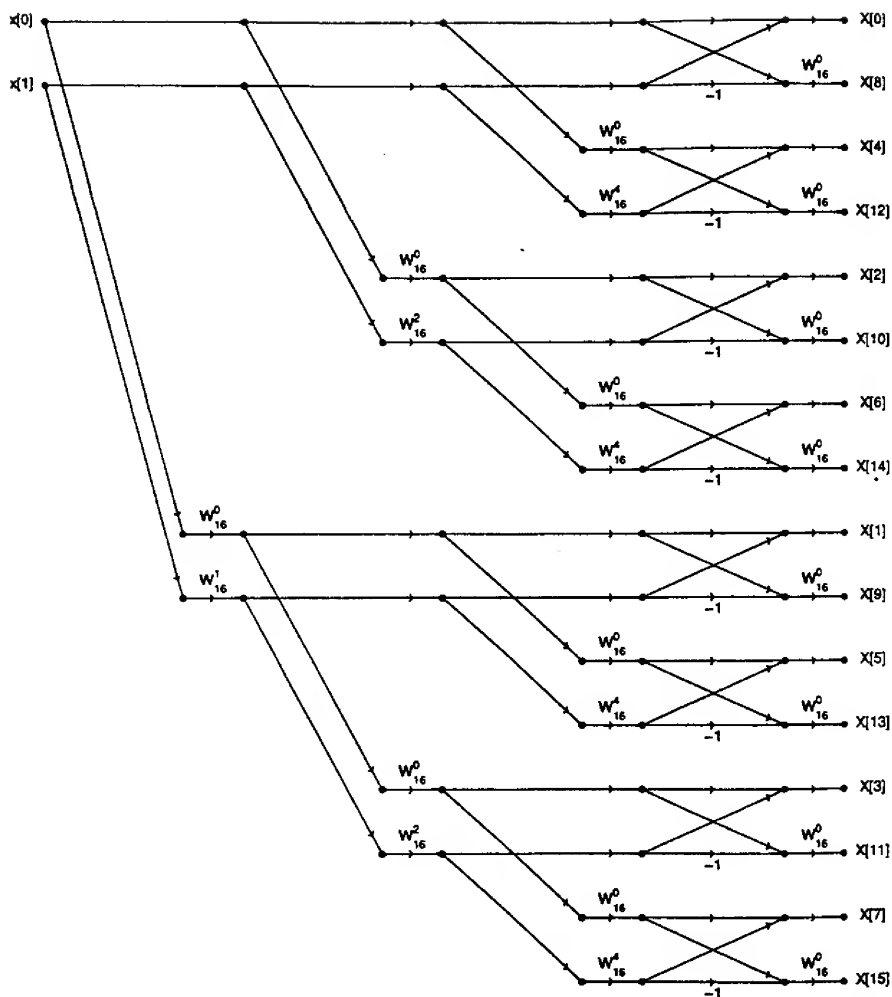 x[0] X[0]
W⁰₁₆
x[1] -1 X[8]
W⁰₁₆ X[4]
W⁴₁₆ W⁰₁₆
-1 X[12]
W⁰₁₆ X[2]
W²₁₆ W⁰₁₆
-1 X[10]
W⁰₁₆ X[6]
W⁴₁₆ W⁰₁₆
-1 X[14]
W⁰₁₆ X[1]
W¹₁₆ W⁰₁₆
-1 X[9]
W⁰₁₆ X[5]
W⁴₁₆ W⁰₁₆
-1 X[13]
W⁰₁₆ X[3]
W²₁₆ W⁰₁₆
-1 X[11]
W⁰₁₆ X[7]
W⁴₁₆ W⁰₁₆
-1 X[15]